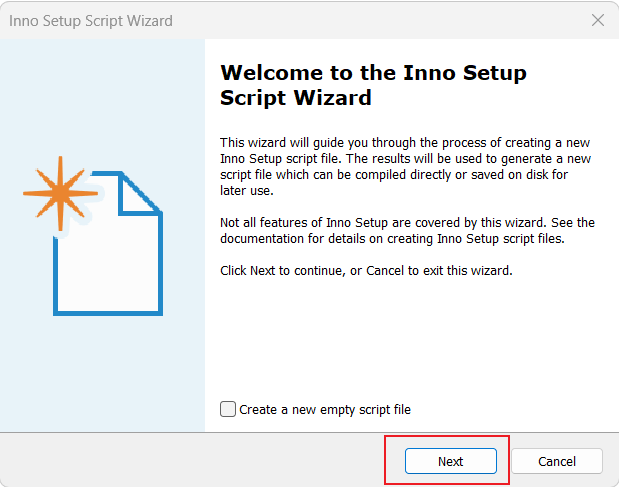 Inno Setup Script Wizard
Welcome to the Inno Setup
Script Wizard
This wizard will guide you through the process of creating a new
Inno Setup script file. The results will be used to generate a new
script file which can be compiled directly or saved on disk for
later use.
Not all features of Inno Setup are covered by this wizard. See the
documentation for details on creating Inno Setup script files.
Click Next to continue, or Cancel to exit this wizard.
Create a new empty script file
Next
Cancel